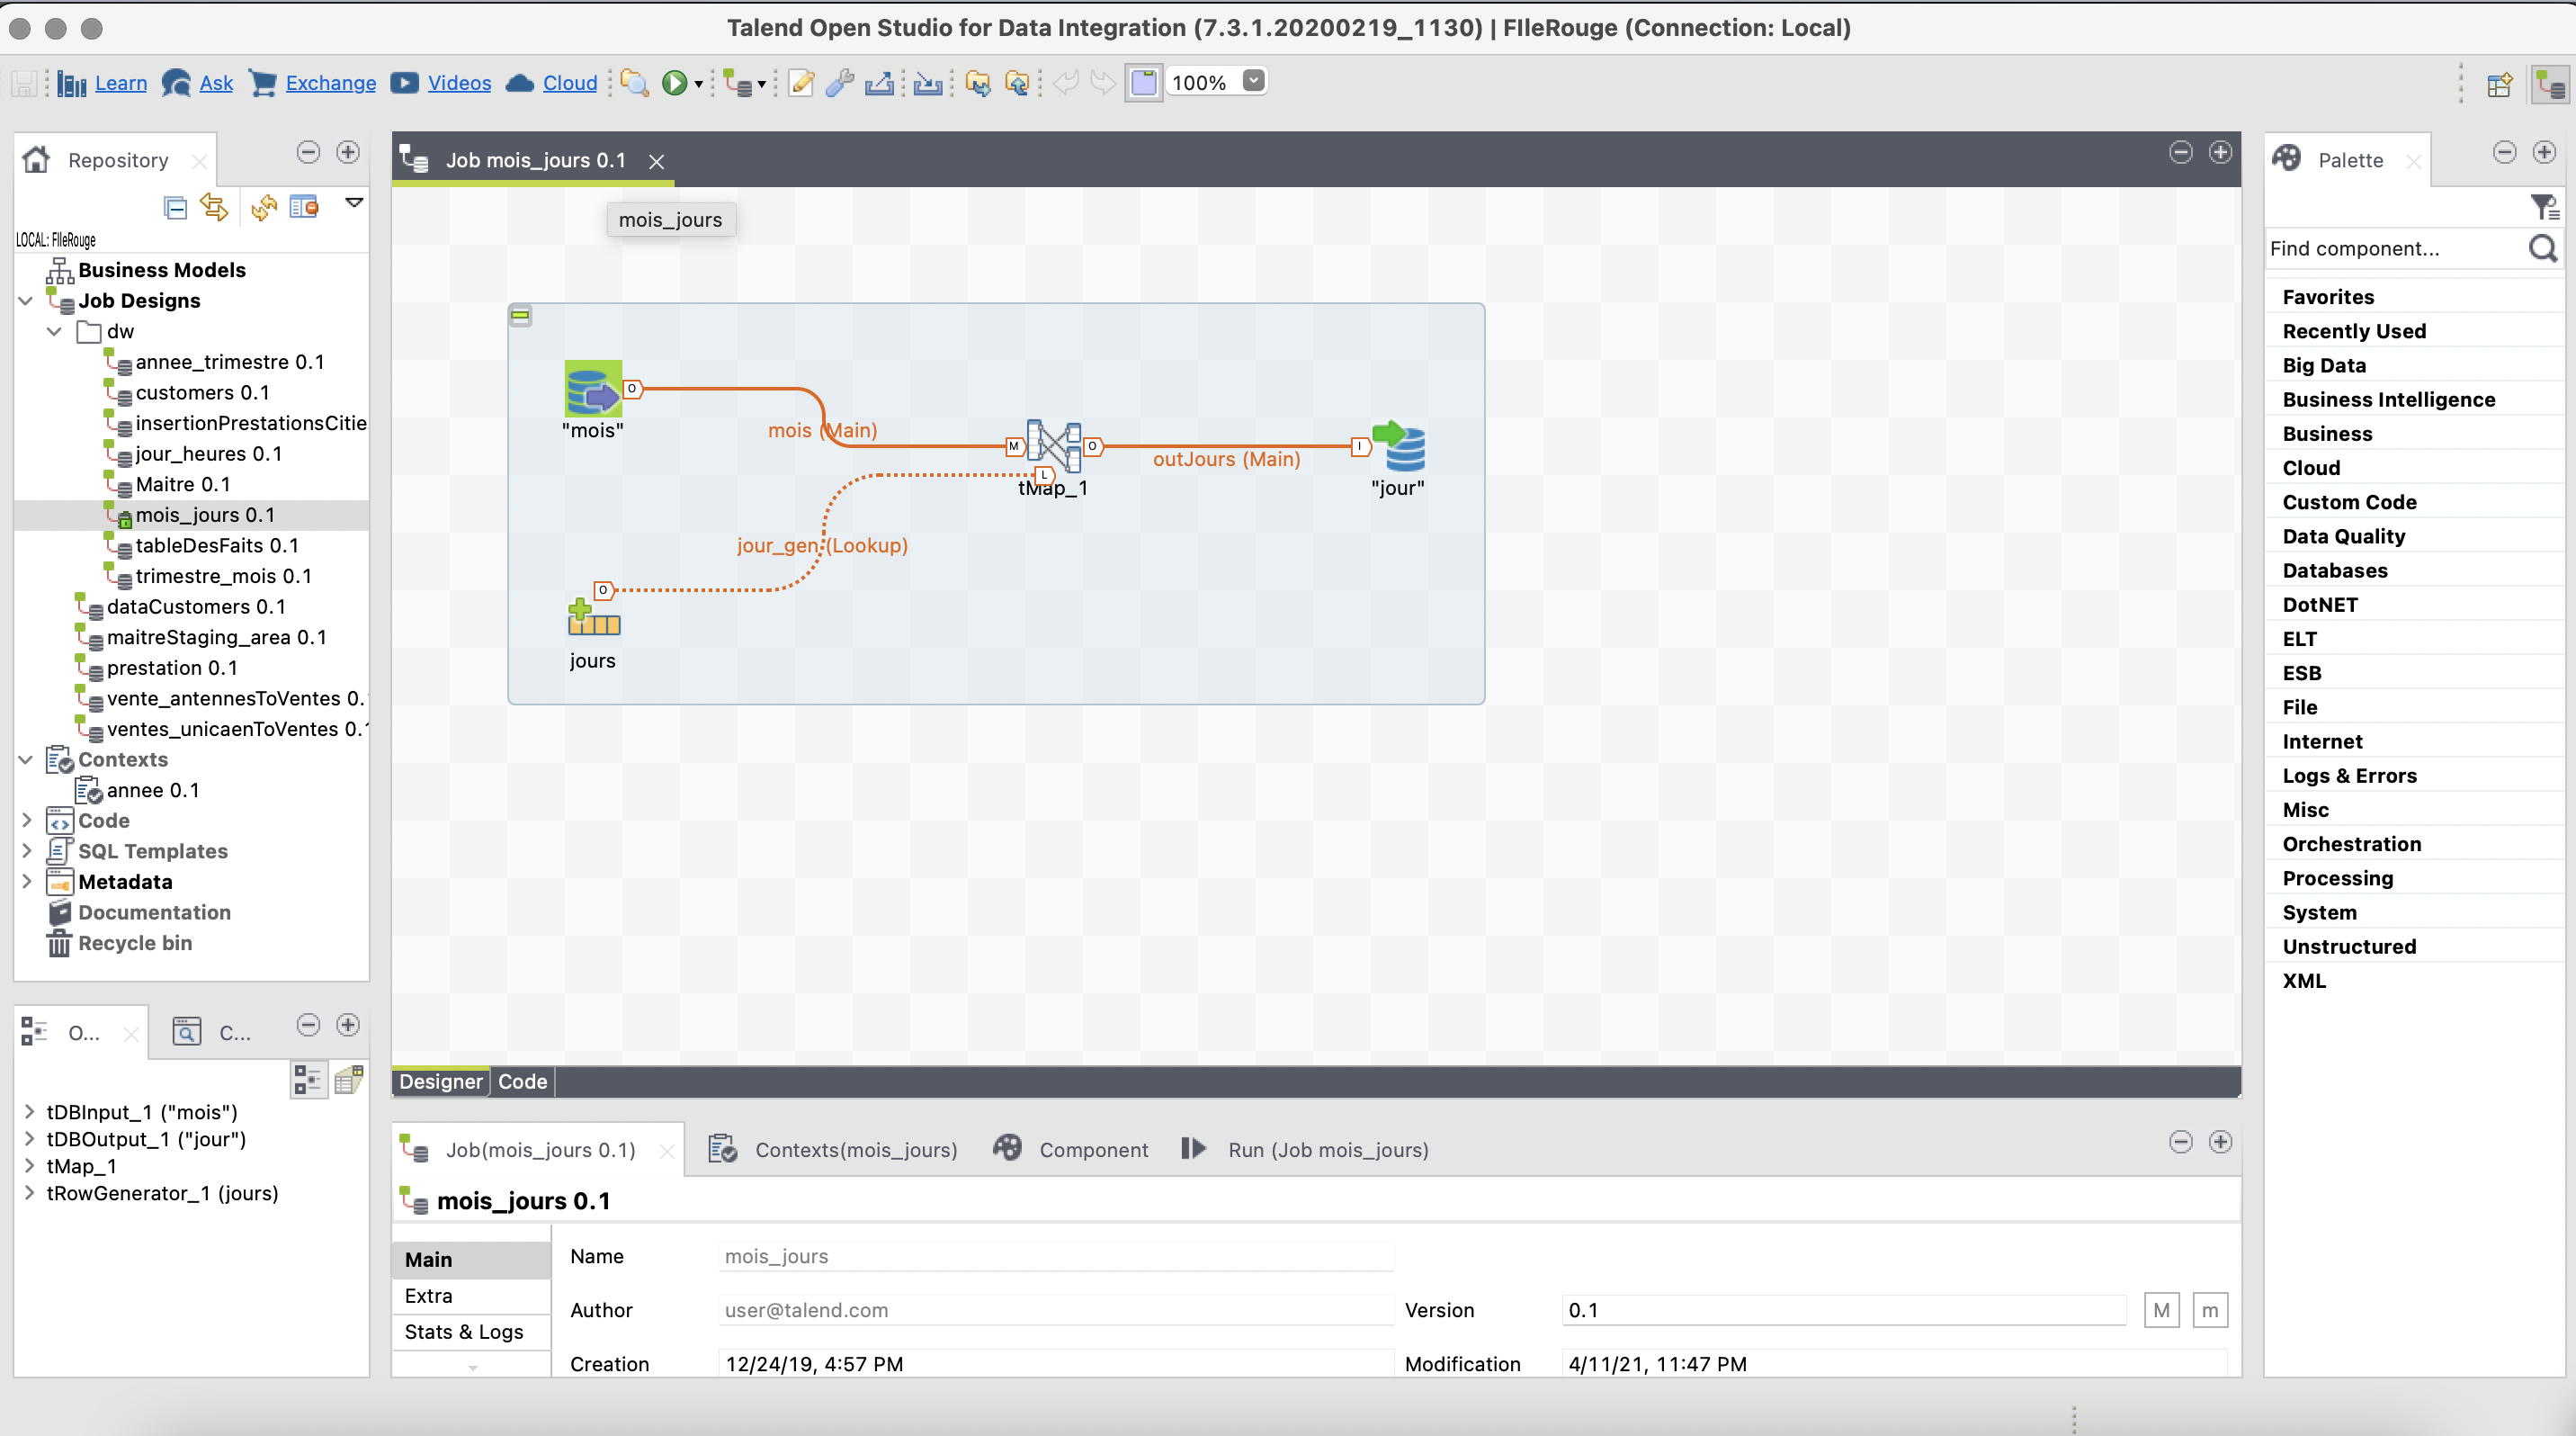 Talend Open Studio for Data Integration (7.3.1.20200219_1130) | FIleRouge (Connection: Local)
Learn Ask Exchange Videos Cloud 100%
Repository
LOCAL: FIleRouge
Business Models
Job Designs
dw
annee_trimestre 0.1
customers 0.1
insertionPrestationsCitie
jour_heures 0.1
Maitre 0.1
mois_jours 0.1
tableDesFaits 0.1
trimestre_mois 0.1
dataCustomers 0.1
maitreStaging_area 0.1
prestation 0.1
vente_antennesToVentes 0.
ventes_unicaenToVentes 0.1
Contexts
annee 0.1
Code
SQL Templates
Metadata
Documentation
Recycle bin
O...
C...
tDBInput_1 ("mois")
tDBOutput_1 ("jour")
tMap_1
tRowGenerator_1 (jours)
Job mois_jours 0.1
mois_jours
O
"mois"
mois (Main)
M
O
L
tMap_1
outJours (Main)
I
"jour"
jour_gen (Lookup)
O
jours
Designer
Code
Job(mois_jours 0.1)
Contexts(mois_jours)
Component
Run (Job mois_jours)
mois_jours 0.1
Main
Extra
Stats & Logs
Name mois_jours
Author user@talend.com
Version 0.1 M m
Creation 12/24/19, 4:57 PM
Modification 4/11/21, 11:47 PM
Palette
Find component...
Favorites
Recently Used
Big Data
Business Intelligence
Business
Cloud
Custom Code
Data Quality
Databases
DotNET
ELT
ESB
File
Internet
Logs & Errors
Misc
Orchestration
Processing
System
Unstructured
XML